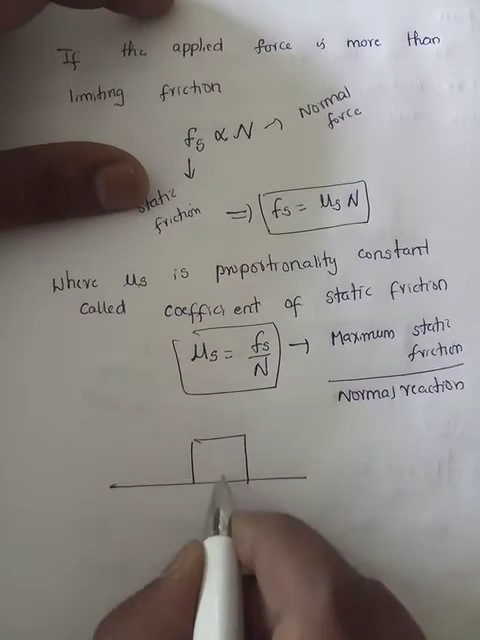 If the applied force is more than
limiting friction
fs ∝ N → Normal force
↓
static friction ⇒ fs = μs N
Where μs is proportionality constant
called coefficient of static friction
μs = fs/N → Maximum static friction / Normal reaction